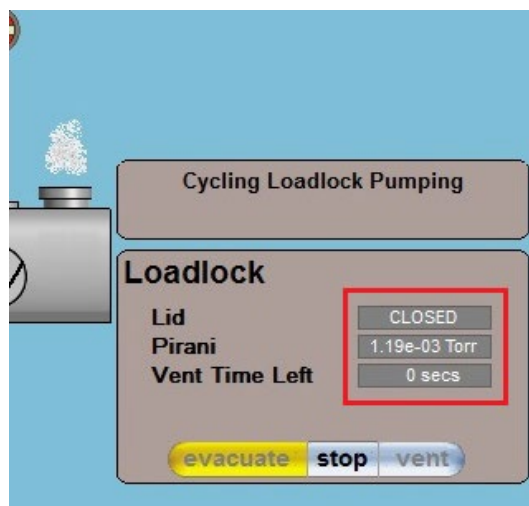 Cycling Loadlock Pumping
Loadlock
Lid CLOSED
Pirani 1.19e-03 Torr
Vent Time Left 0 secs
evacuate stop vent